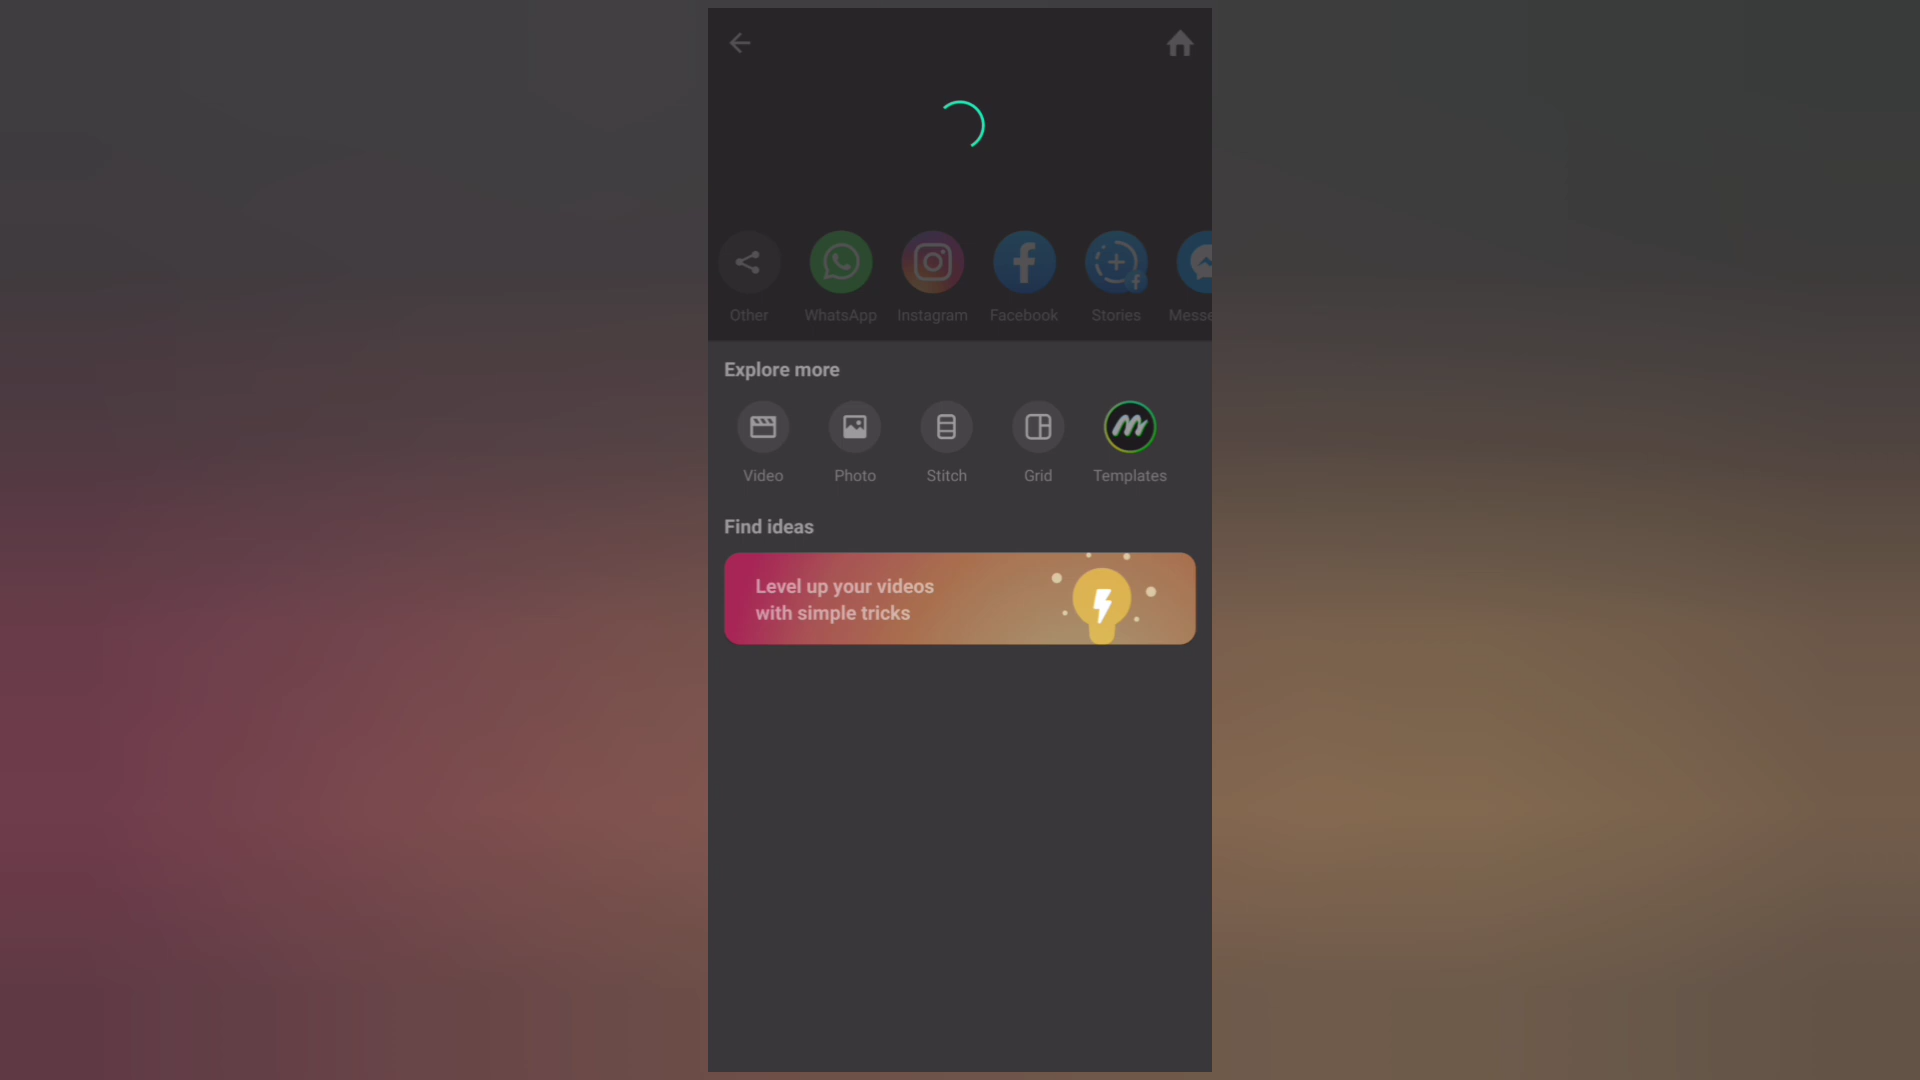 Other WhatsApp Instagram Facebook Stories Messe
Explore more
Video Photo Stitch Grid Templates
Find ideas
Level up your videos
with simple tricks